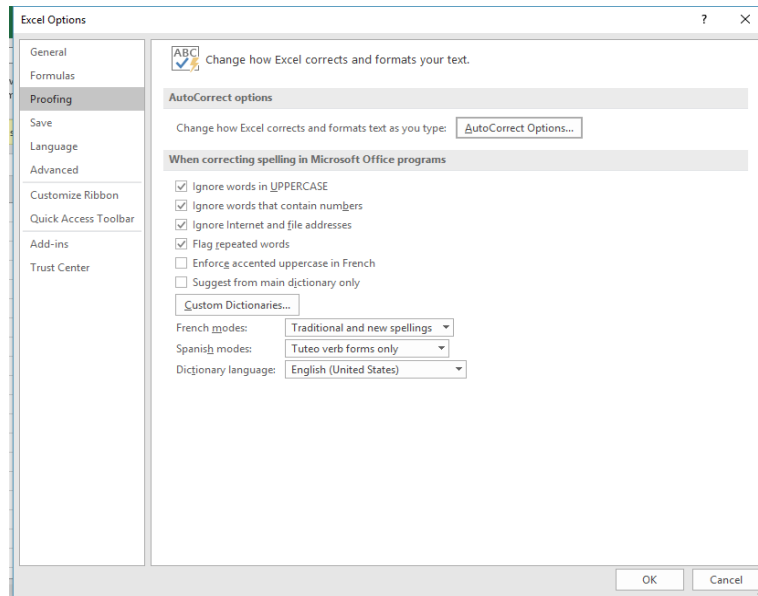 Excel Options ? ×
General
Formulas
Proofing
Save
Language
Advanced
Customize Ribbon
Quick Access Toolbar
Add-ins
Trust Center
ABC Change how Excel corrects and formats your text.
AutoCorrect options
Change how Excel corrects and formats text as you type: AutoCorrect Options...
When correcting spelling in Microsoft Office programs
Ignore words in UPPERCASE
Ignore words that contain numbers
Ignore Internet and file addresses
Flag repeated words
Enforce accented uppercase in French
Suggest from main dictionary only
Custom Dictionaries...
French modes: Traditional and new spellings
Spanish modes: Tuteo verb forms only
Dictionary language: English (United States)
OK Cancel